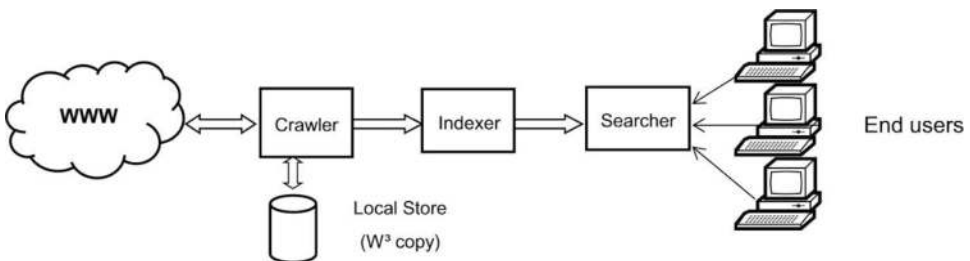 WWW
Crawler
Indexer
Searcher
End users
Local Store
(W³ copy)